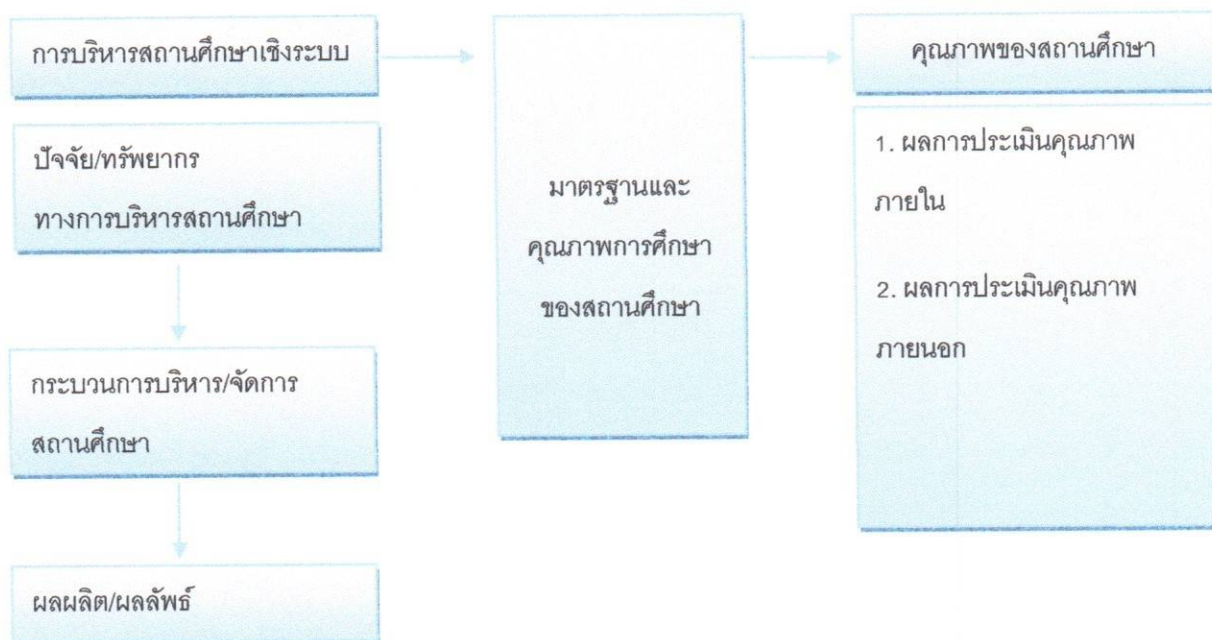 การบริหารสถานศึกษาเชิงระบบ
ปัจจัย/ทรัพยากร
ทางการบริหารสถานศึกษา
กระบวนการบริหาร/จัดการ
สถานศึกษา
ผลผลิต/ผลลัพธ์
มาตรฐานและ
คุณภาพการศึกษา
ของสถานศึกษา
คุณภาพของสถานศึกษา
1. ผลการประเมินคุณภาพ
ภายใน
2. ผลการประเมินคุณภาพ
ภายนอก